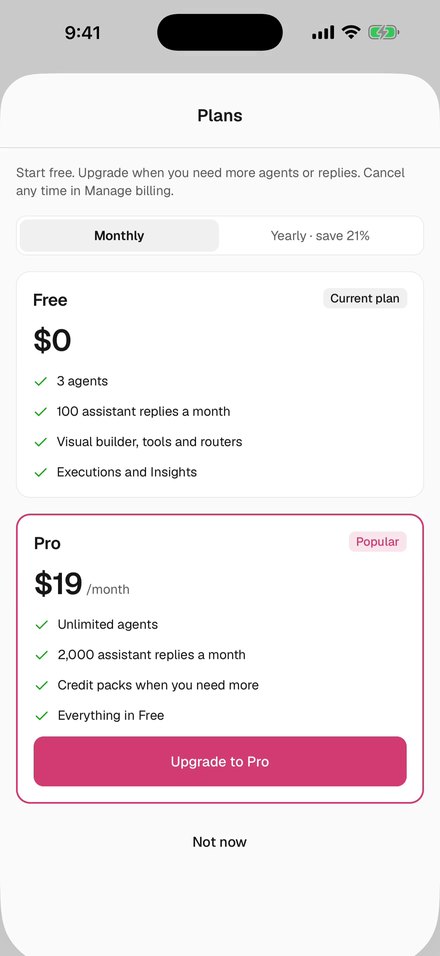 9:41
Plans
Start free. Upgrade when you need more agents or replies. Cancel
any time in Manage billing.
Monthly
Yearly · save 21%
Free
Current plan
$0
3 agents
100 assistant replies a month
Visual builder, tools and routers
Executions and Insights
Pro
Popular
$19 /month
Unlimited agents
2,000 assistant replies a month
Credit packs when you need more
Everything in Free
Upgrade to Pro
Not now